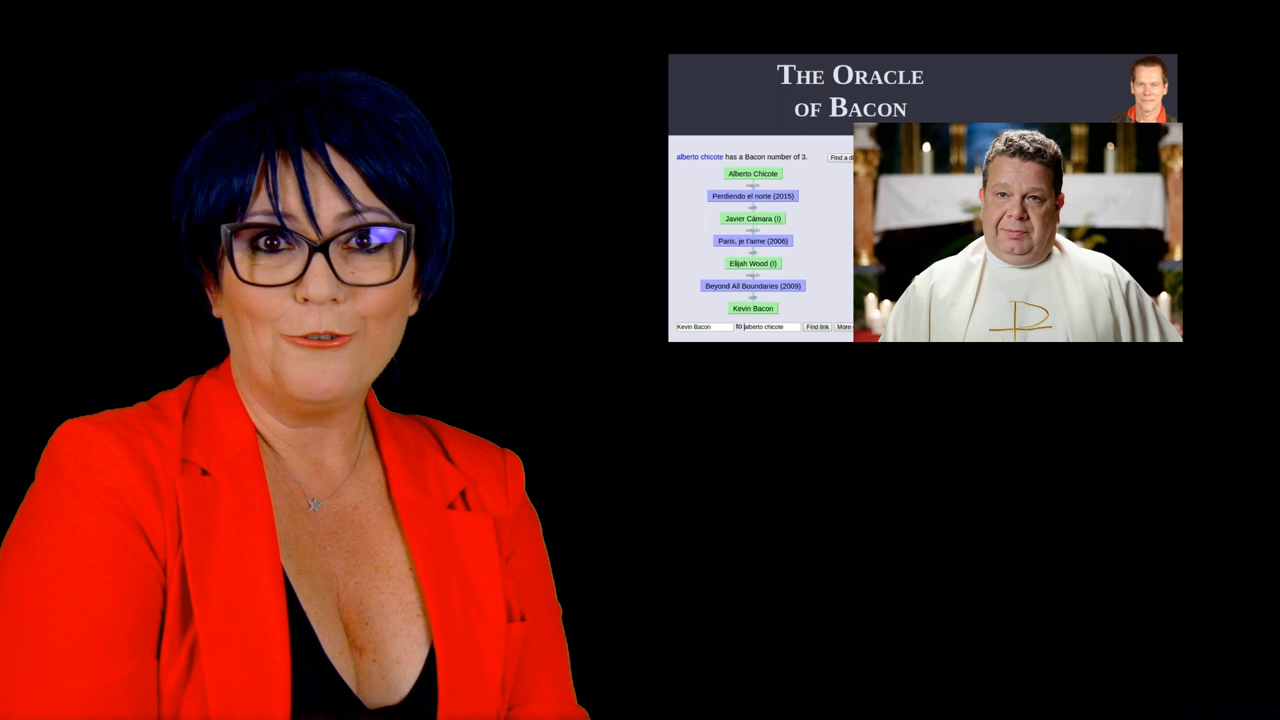 The Oracle
of Bacon
alberto chicote has a Bacon number of 3.
Find a d
Alberto Chicote
Perdiendo el norte (2015)
Javier Cámara (I)
Paris, je t'aime (2006)
Elijah Wood (I)
Beyond All Boundaries (2009)
Kevin Bacon
Kevin Bacon to alberto chicote Find link More